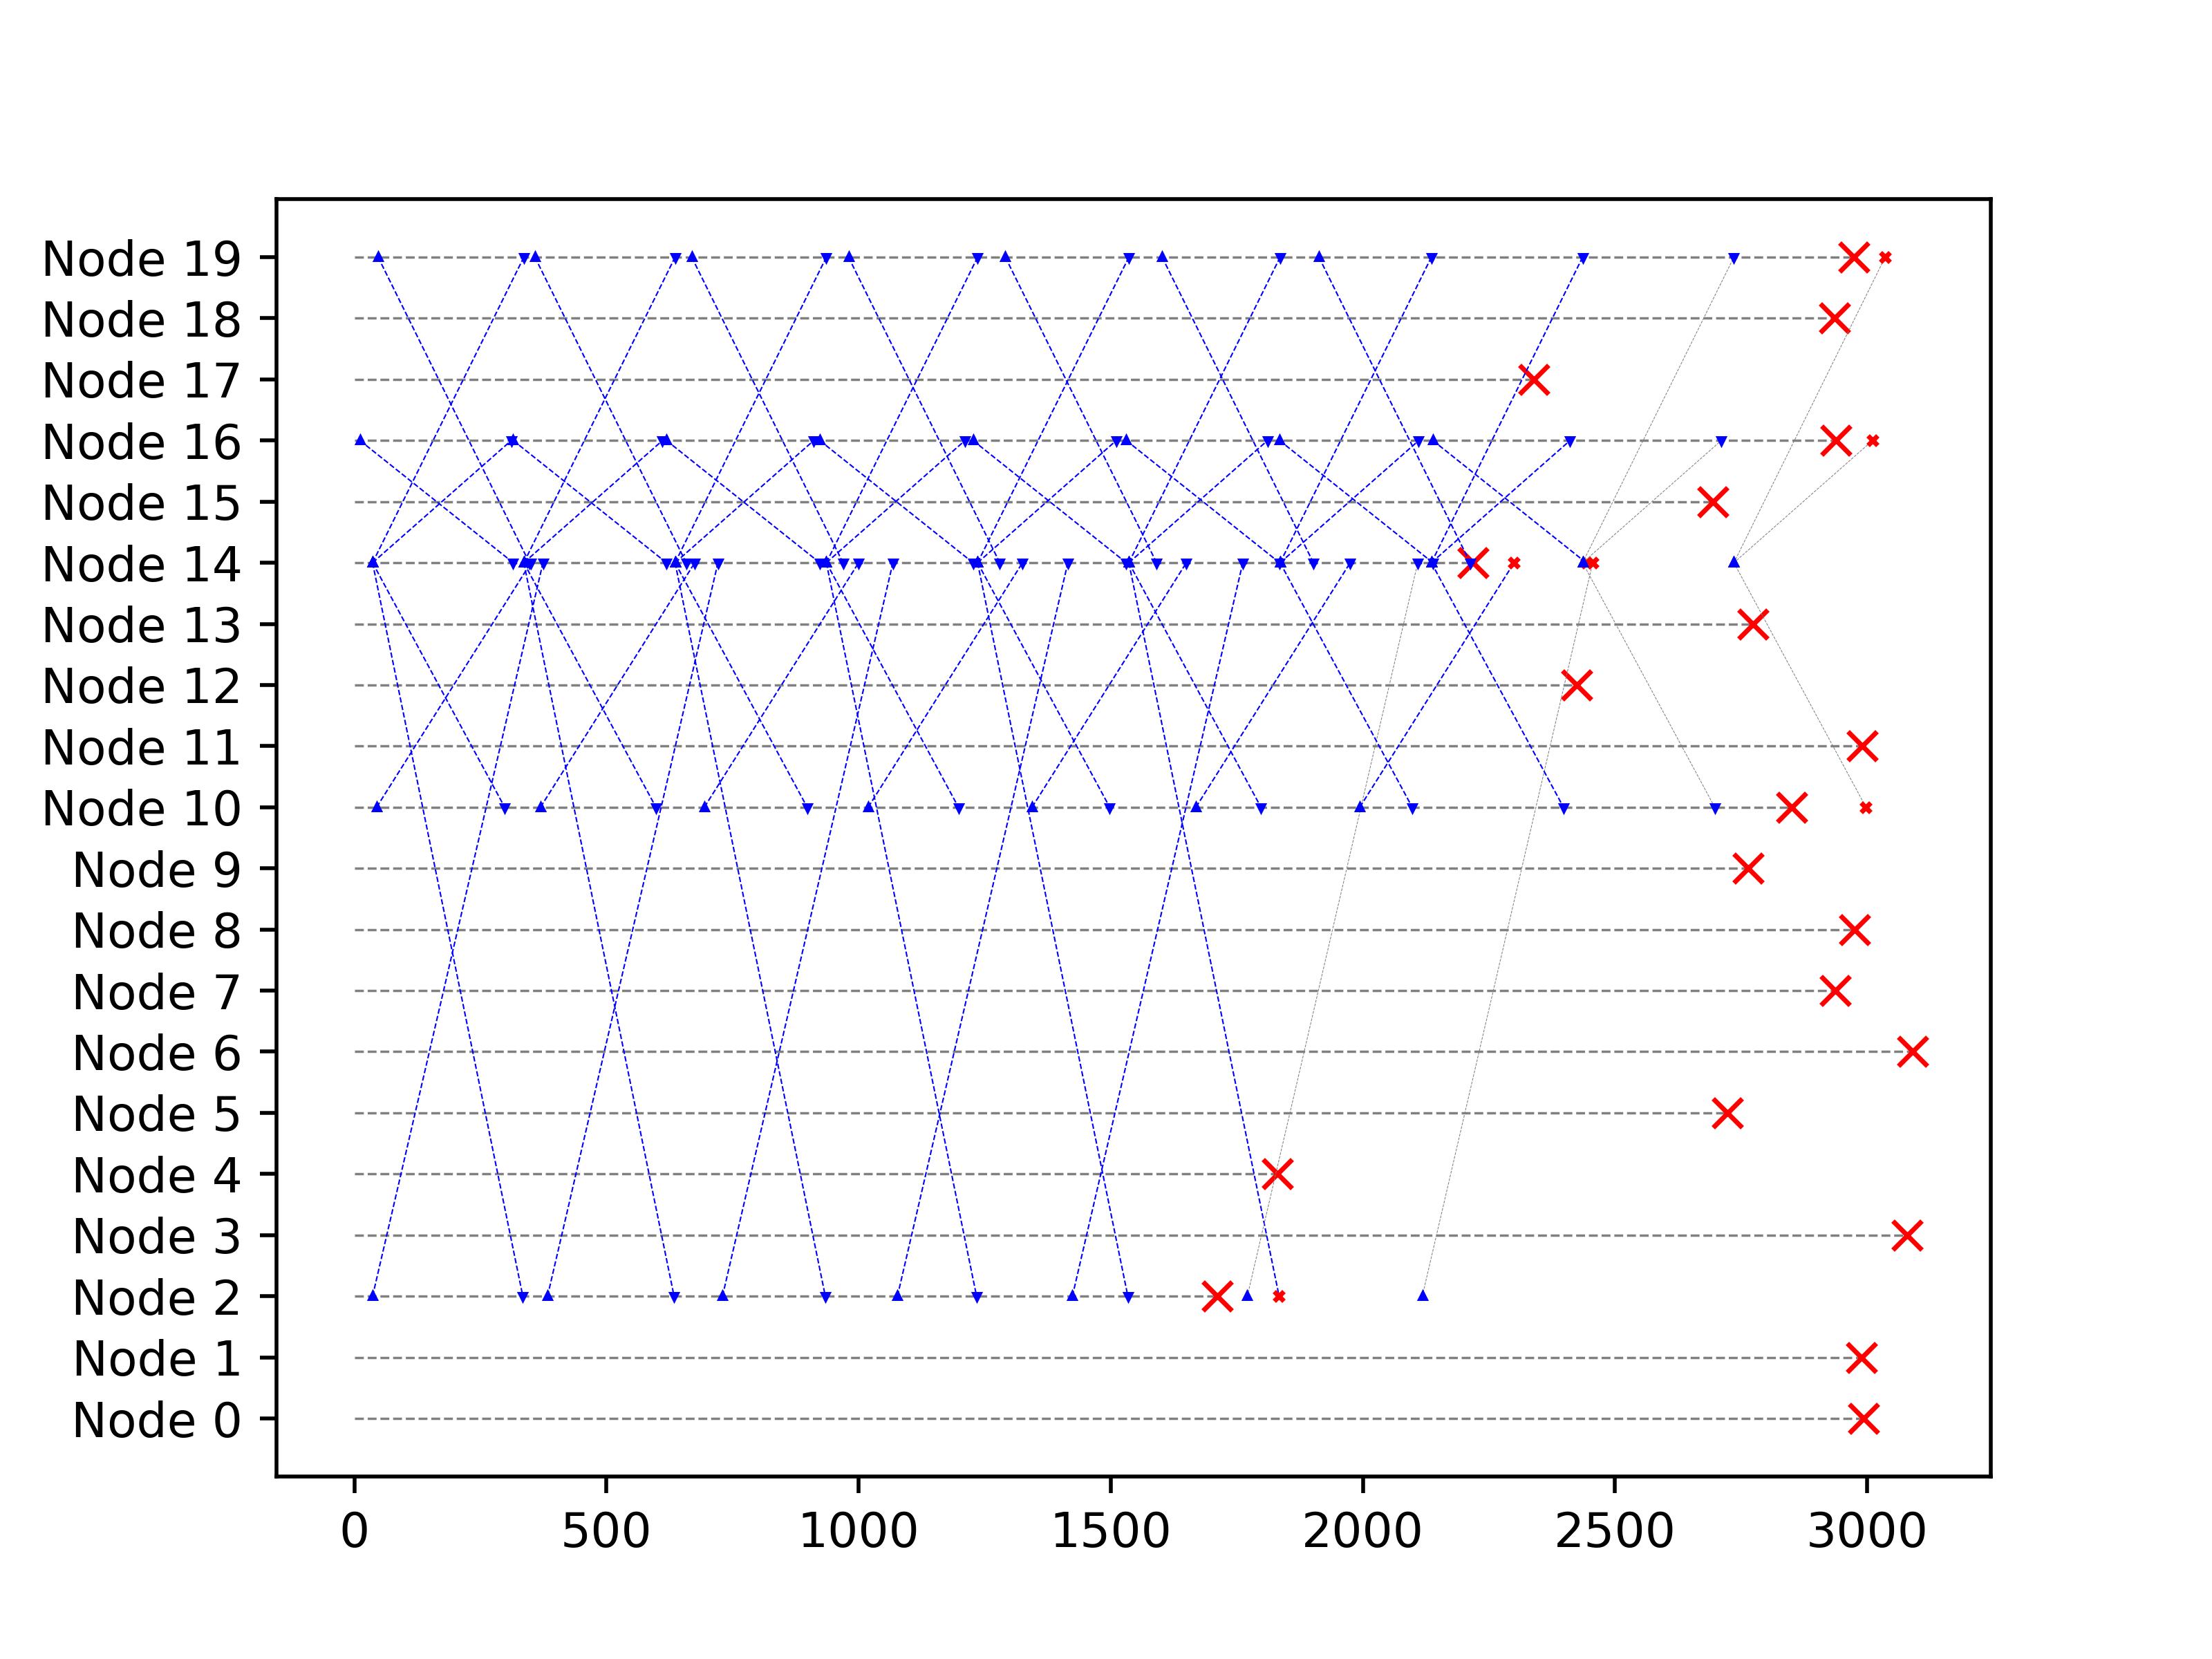 Node 19
Node 18
Node 17
Node 16
Node 15
Node 14
Node 13
Node 12
Node 11
Node 10
Node 9
Node 8
Node 7
Node 6
Node 5
Node 4
Node 3
Node 2
Node 1
Node 0
0 500 1000 1500 2000 2500 3000